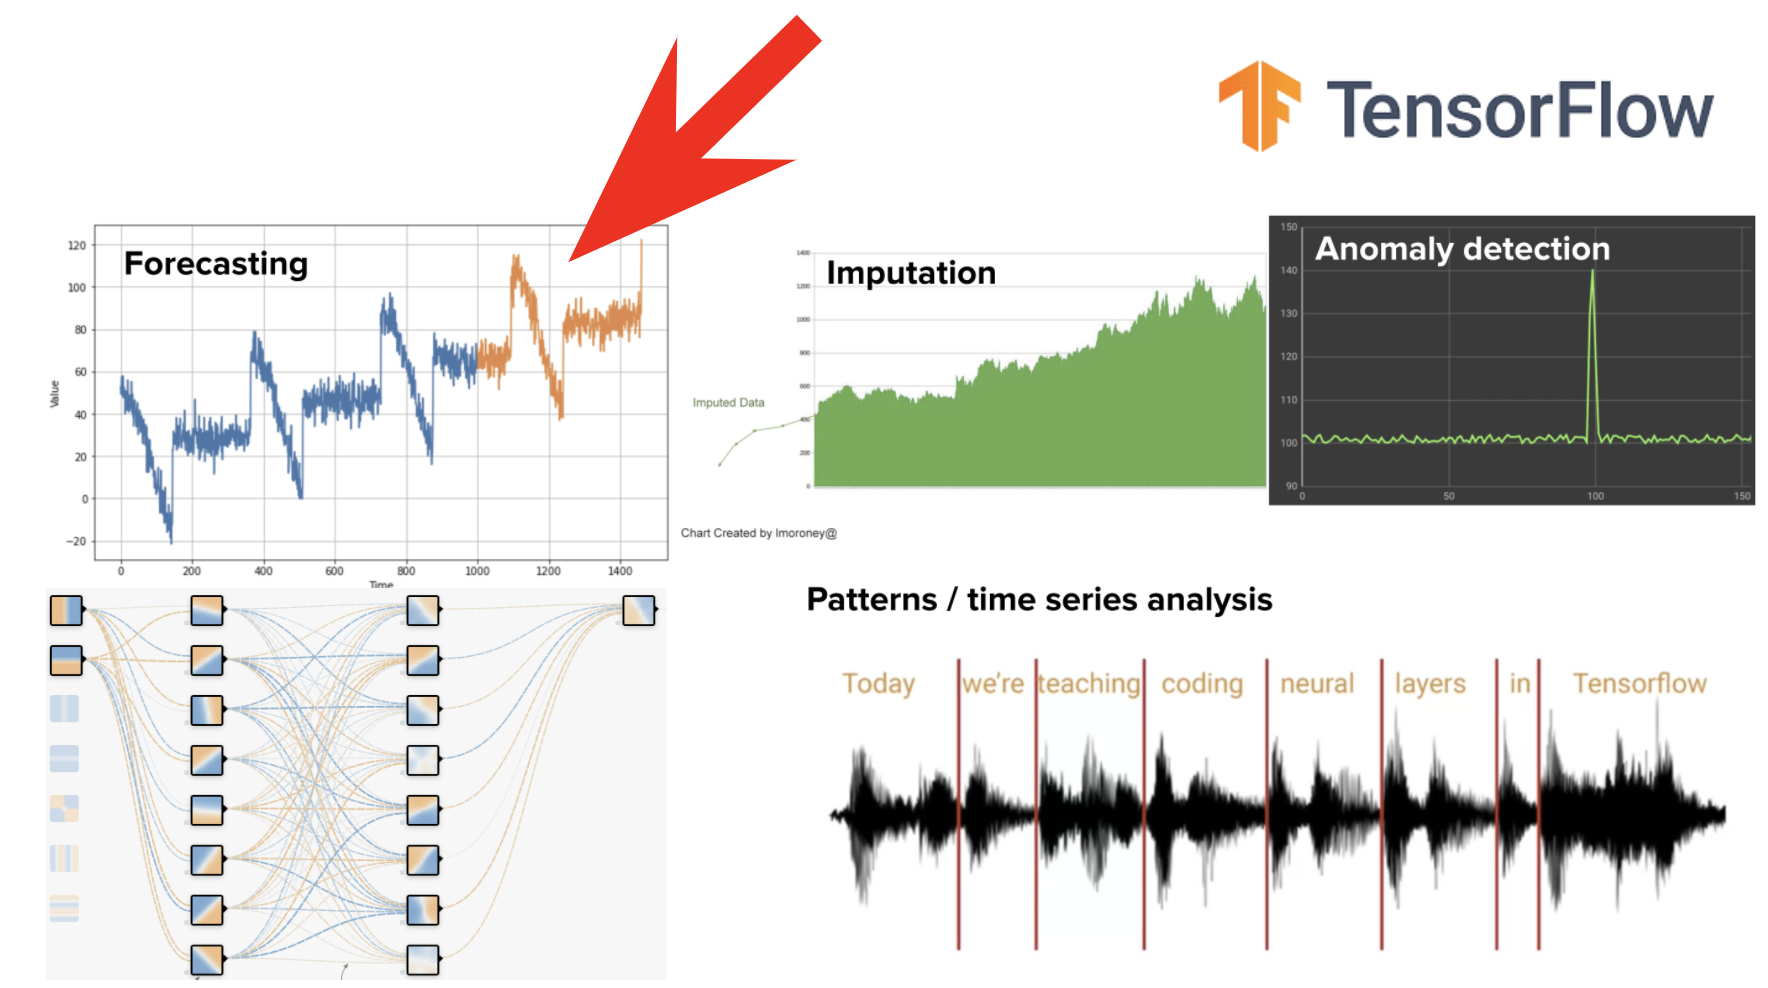 TensorFlow
Forecasting
120
100
80
60
40
20
0
−20
Value
0 200 400 600 800 1000 1200 1400
Time
Imputation
1400
1200
1000
800
600
400
200
0
Imputed Data
Chart Created by lmoroney@
Anomaly detection
150
140
130
120
110
100
90
0 50 100 150
Patterns / time series analysis
Today we're teaching coding neural layers in Tensorflow